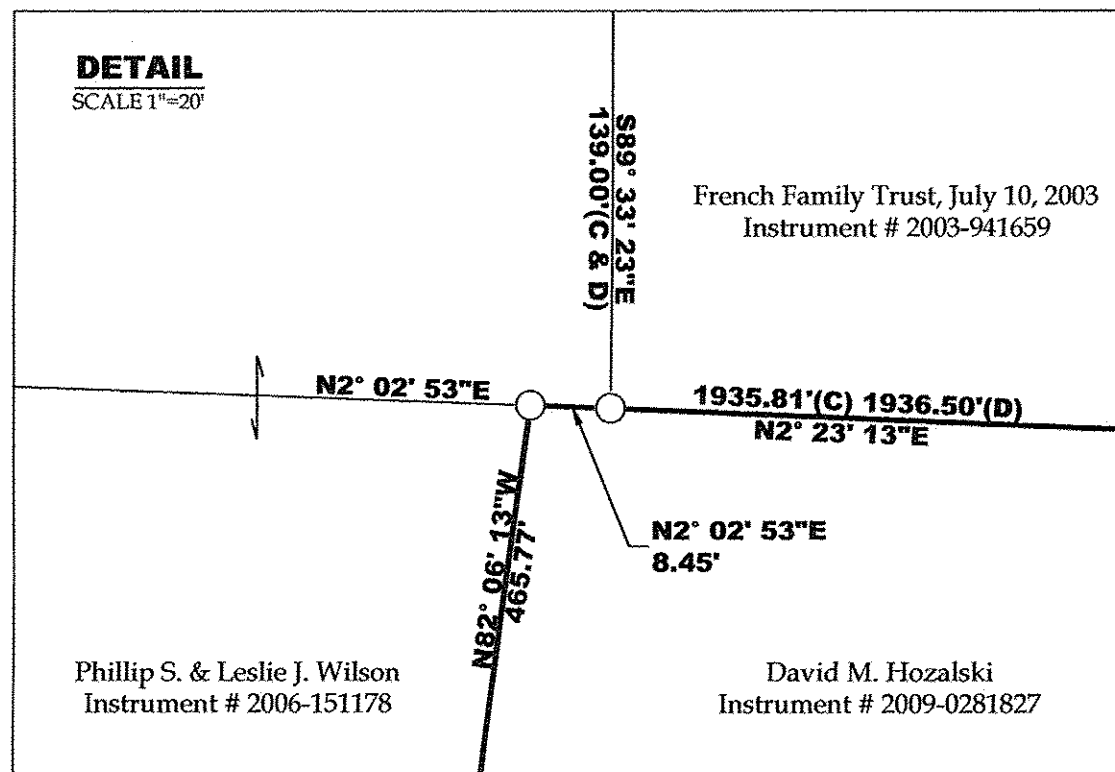 DETAIL
SCALE 1"=20'
S89° 33' 23"E
139.00'(C & D)
French Family Trust, July 10, 2003
Instrument # 2003-941659
N2° 02' 53"E
1935.81'(C) 1936.50'(D)
N2° 23' 13"E
N82° 06' 13"W
465.77'
N2° 02' 53"E
8.45'
Phillip S. & Leslie J. Wilson
Instrument # 2006-151178
David M. Hozalski
Instrument # 2009-0281827